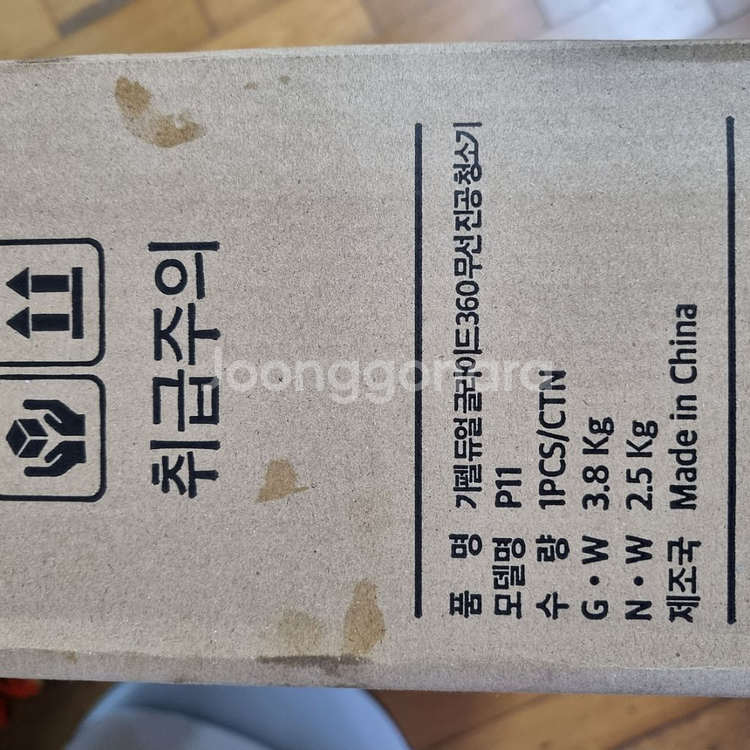 취급주의
품 명 기펠 듀얼 글라이드360 무선 진공청소기
모델명 P11
수 량 1PCS/CTN
G·W 3.8 Kg
N·W 2.5 Kg
제조국 Made in China
Joonggonara